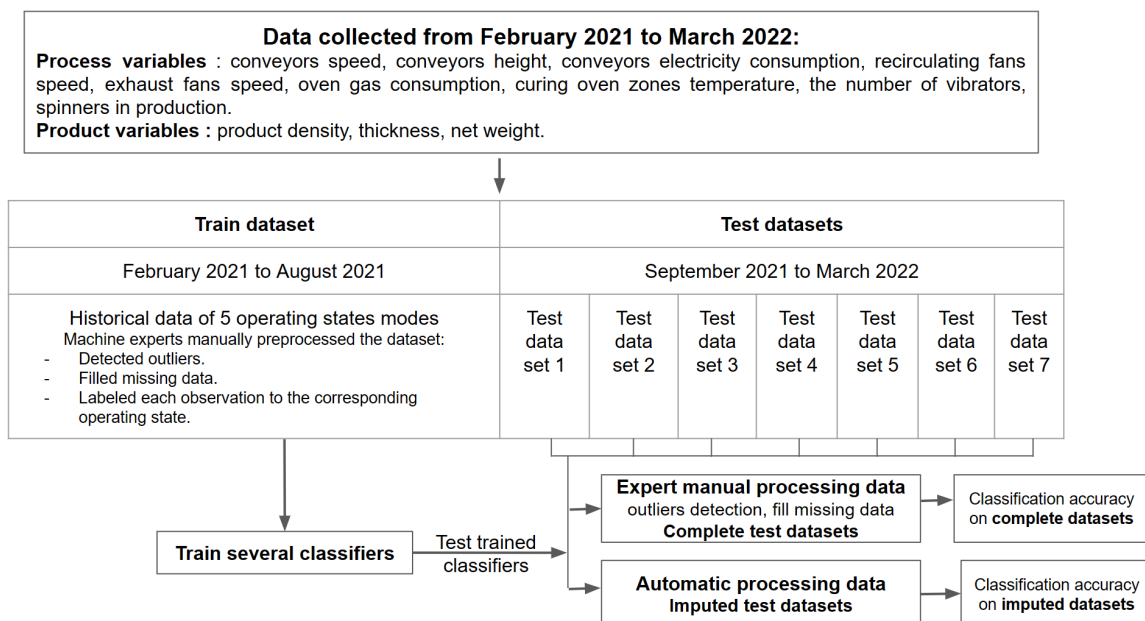 Data collected from February 2021 to March 2022:
Process variables : conveyors speed, conveyors height, conveyors electricity consumption, recirculating fans
speed, exhaust fans speed, oven gas consumption, curing oven zones temperature, the number of vibrators,
spinners in production.
Product variables : product density, thickness, net weight.
Train dataset
Test datasets
February 2021 to August 2021
September 2021 to March 2022
Historical data of 5 operating states modes
Machine experts manually preprocessed the dataset:
- Detected outliers.
- Filled missing data.
- Labeled each observation to the corresponding
operating state.
Test
data
set 1
Test
data
set 2
Test
data
set 3
Test
data
set 4
Test
data
set 5
Test
data
set 6
Test
data
set 7
Expert manual processing data
outliers detection, fill missing data
Complete test datasets
Classification accuracy
on complete datasets
Train several classifiers
Test trained
classifiers
Automatic processing data
Imputed test datasets
Classification accuracy
on imputed datasets